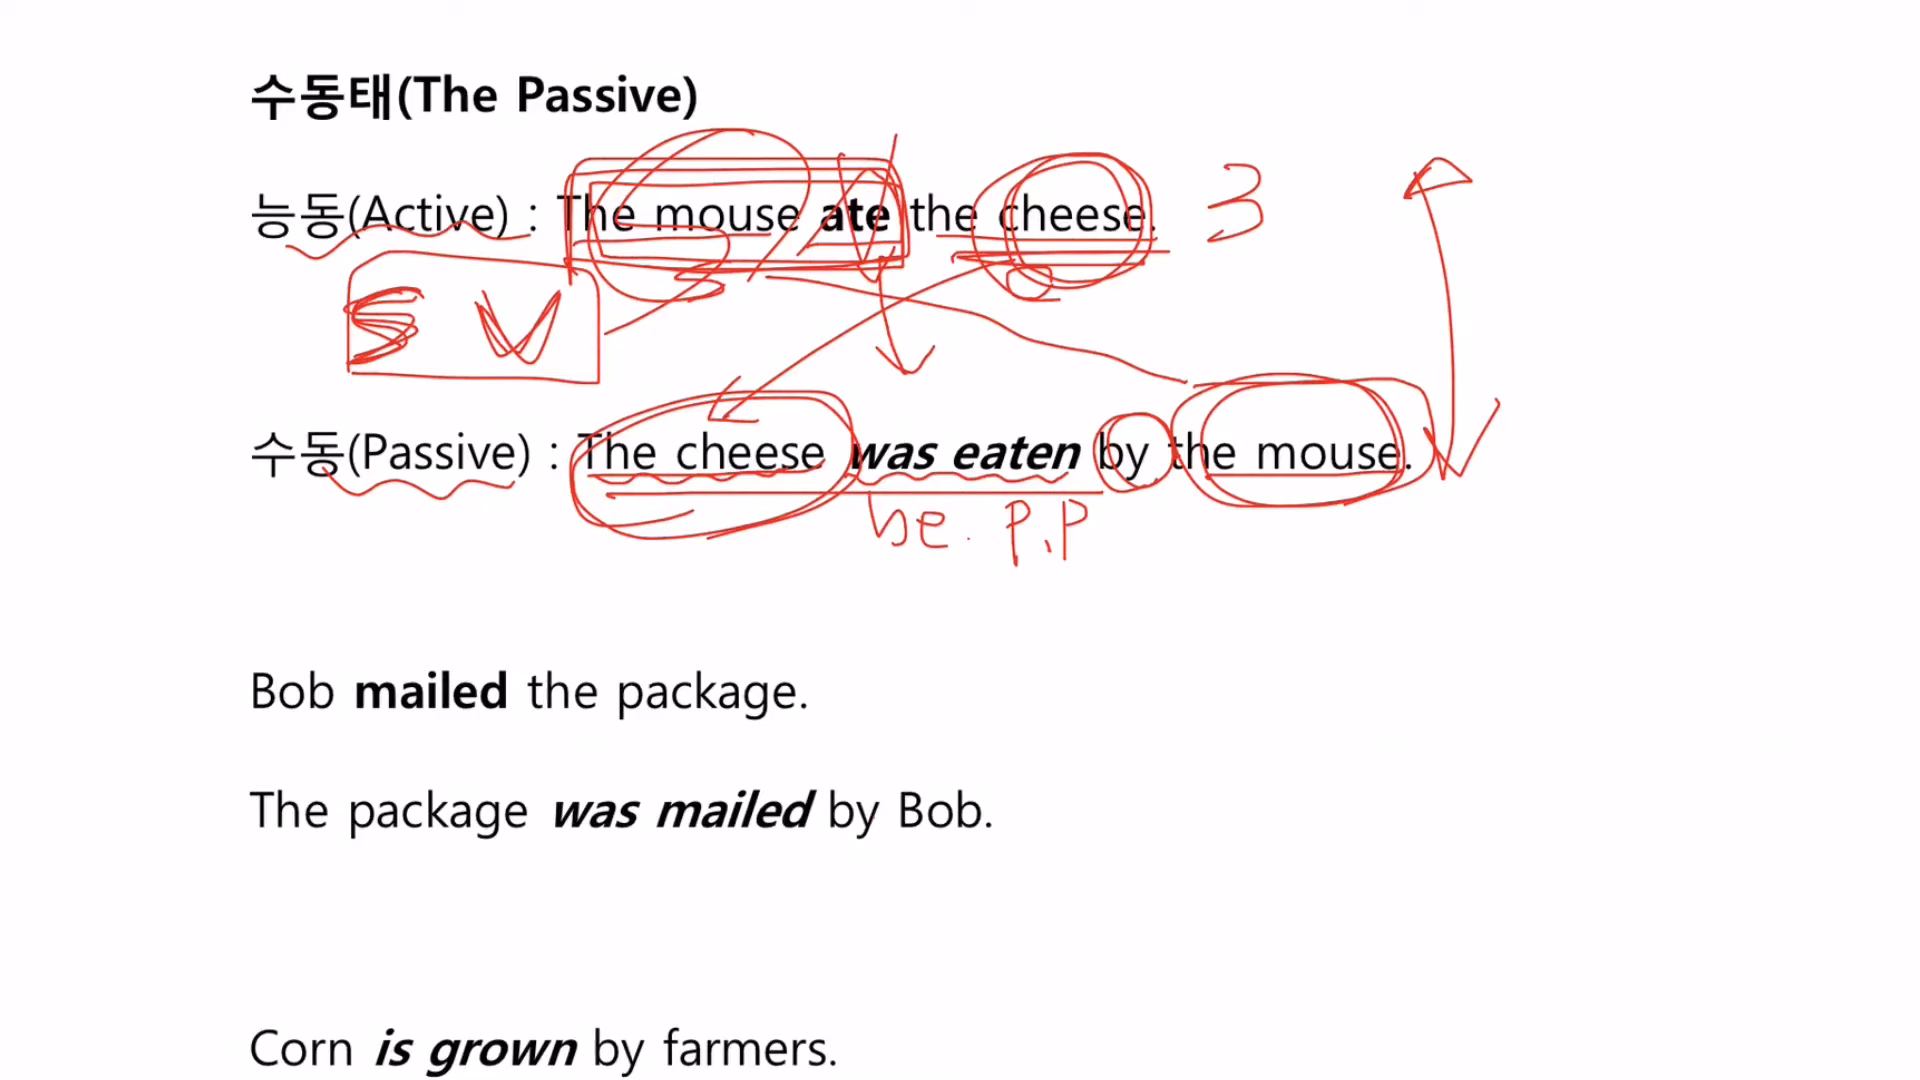 수동태(The Passive)
능동(Active) : The mouse ate the cheese. 3
S V
수동(Passive) : The cheese was eaten by the mouse.
be. P.P
Bob mailed the package.
The package was mailed by Bob.
Corn is grown by farmers.